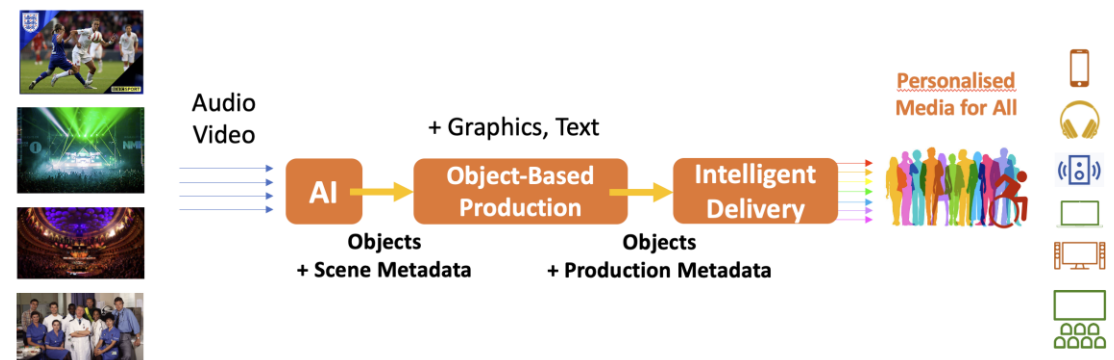 Audio
Video
+ Graphics, Text
AI
Object-Based
Production
Intelligent
Delivery
Objects
+ Scene Metadata
Objects
+ Production Metadata
Personalised
Media for All